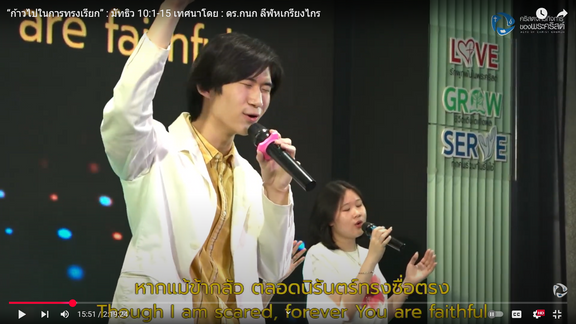 "ก้าวไปในการทรงเรียก" : มัทธิว 10:1-15 เทศนาโดย : ดร.กนก ลีฬหเกรียงไกร
are faithful
LOVE
GROW
SERVE
หากแม้ข้ากลัว ตลอดนิรันดร์ทรงซื่อตรง
Though I am scared, forever You are faithful
15:51 / 2:19:24